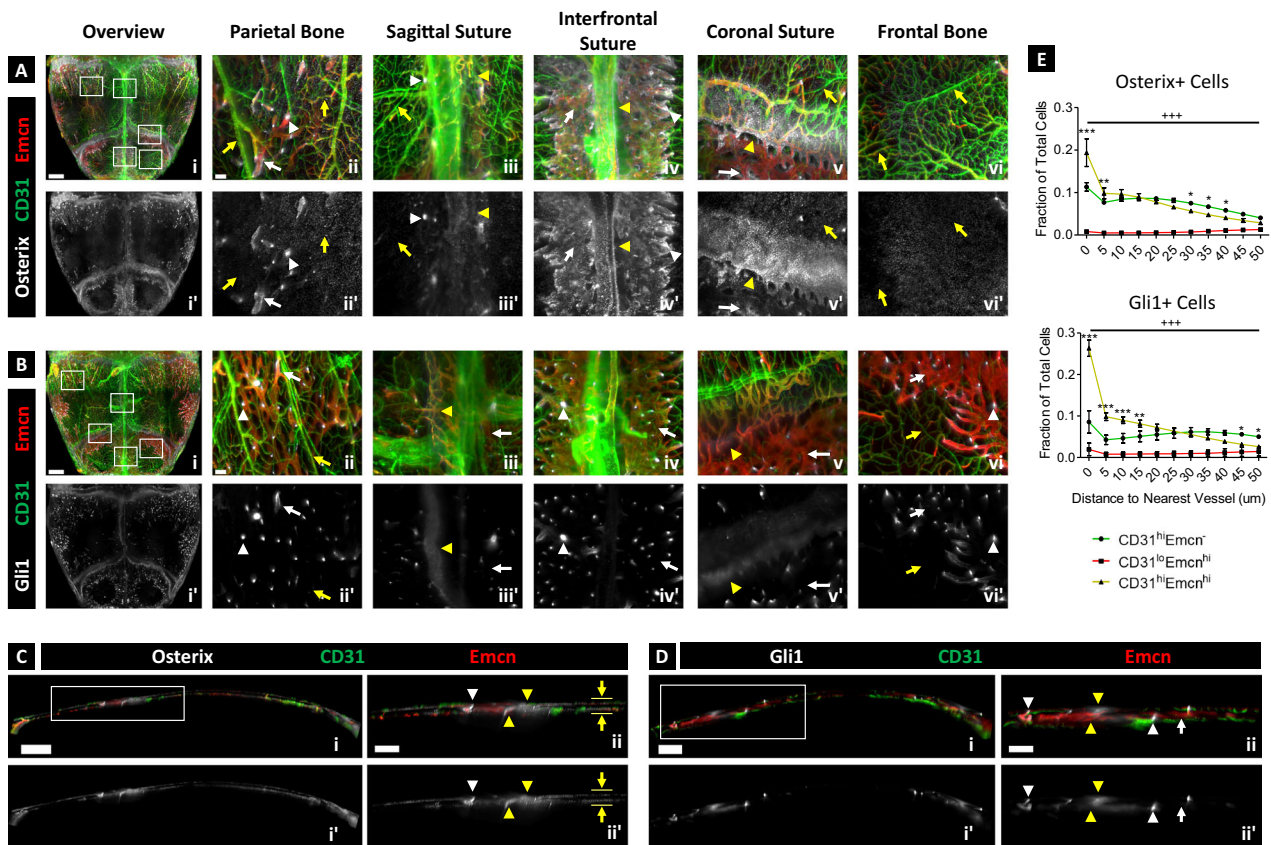 Overview
Parietal Bone
Sagittal Suture
Interfrontal
Suture
Coronal Suture
Frontal Bone
A
Osterix CD31 Emcn
i
ii
iii
iv
v
vi
i'
ii'
iii'
iv'
v'
vi'
B
Gli1 CD31 Emcn
i
ii
iii
iv
v
vi
i'
ii'
iii'
iv'
v'
vi'
C
Osterix CD31 Emcn
i
ii
i'
ii'
D
Gli1 CD31 Emcn
i
ii
i'
ii'
E
Osterix+ Cells
+++
Fraction of Total Cells
0.3
0.2
0.1
0.0
***
**
*
*
*
0 5 10 15 20 25 30 35 40 45 50
Gli1+ Cells
+++
Fraction of Total Cells
0.3
0.2
0.1
0.0
***
***
***
**
*
*
0 5 10 15 20 25 30 35 40 45 50
Distance to Nearest Vessel (um)
CD31ʰⁱEmcn⁻
CD31ˡᵒEmcnʰⁱ
CD31ʰⁱEmcnʰⁱ